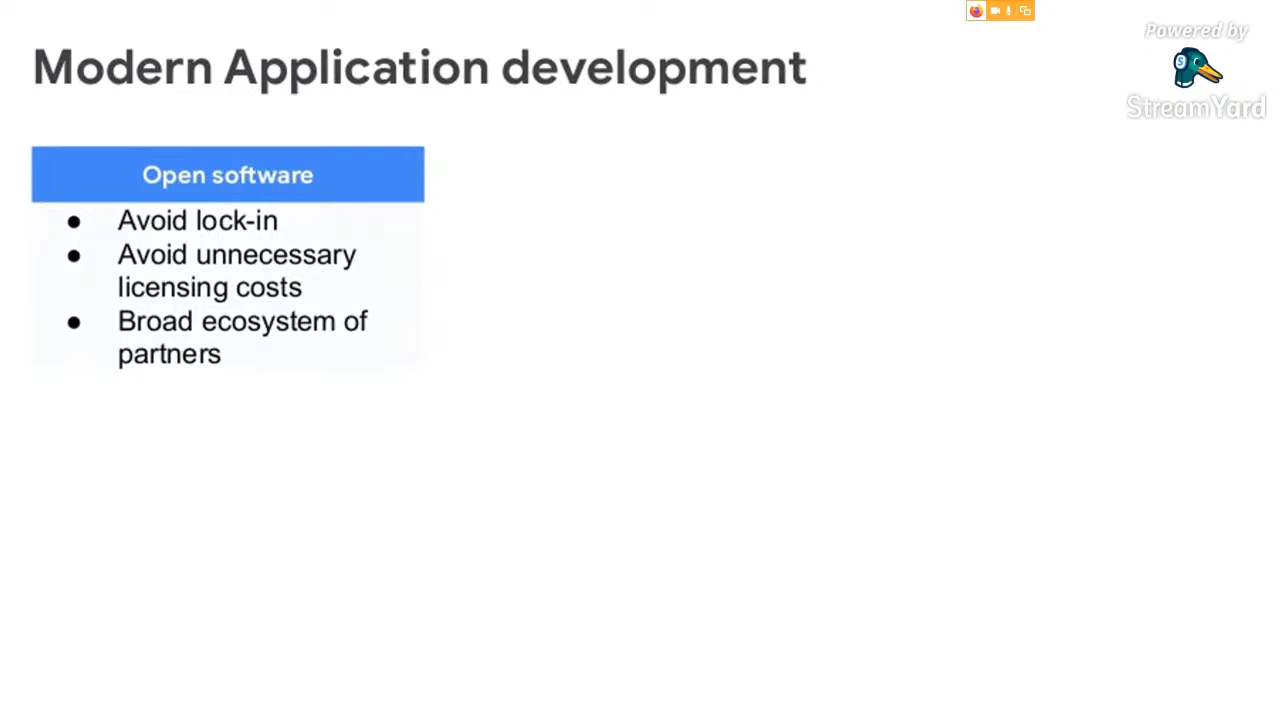 Powered by
StreamYard
Modern Application development
Open software
● Avoid lock-in
● Avoid unnecessary
licensing costs
● Broad ecosystem of
partners